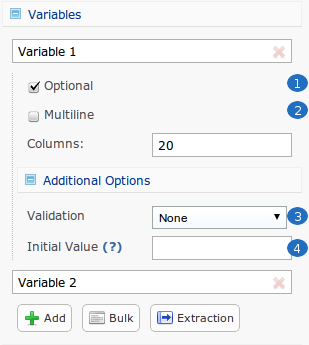 Variables
Variable 1
Optional 1
Multiline 2
Columns: 20
Additional Options
Validation None 3
Initial Value (?) 4
Variable 2
Add Bulk Extraction